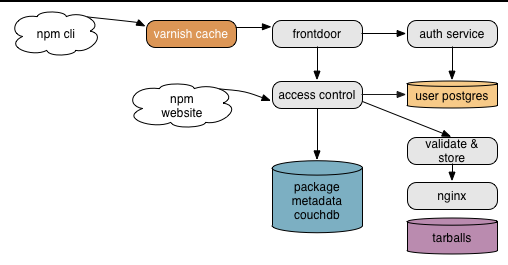 npm cli
varnish cache
frontdoor
auth service
npm
website
access control
user postgres
validate &
store
package
metadata
couchdb
nginx
tarballs